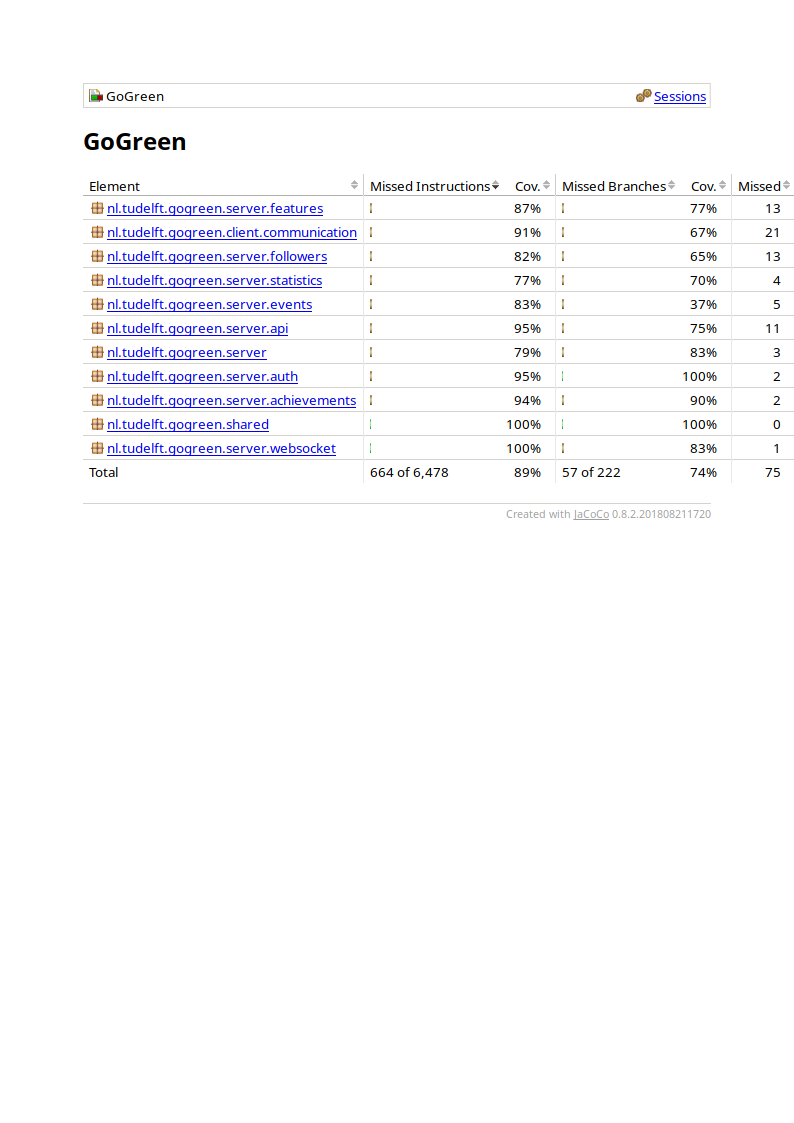 GoGreen Sessions
GoGreen
Element Missed Instructions Cov. Missed Branches Cov. Missed
nl.tudelft.gogreen.server.features 87% 77% 13
nl.tudelft.gogreen.client.communication 91% 67% 21
nl.tudelft.gogreen.server.followers 82% 65% 13
nl.tudelft.gogreen.server.statistics 77% 70% 4
nl.tudelft.gogreen.server.events 83% 37% 5
nl.tudelft.gogreen.server.api 95% 75% 11
nl.tudelft.gogreen.server 79% 83% 3
nl.tudelft.gogreen.server.auth 95% 100% 2
nl.tudelft.gogreen.server.achievements 94% 90% 2
nl.tudelft.gogreen.shared 100% 100% 0
nl.tudelft.gogreen.server.websocket 100% 83% 1
Total 664 of 6,478 89% 57 of 222 74% 75
Created with JaCoCo 0.8.2.201808211720